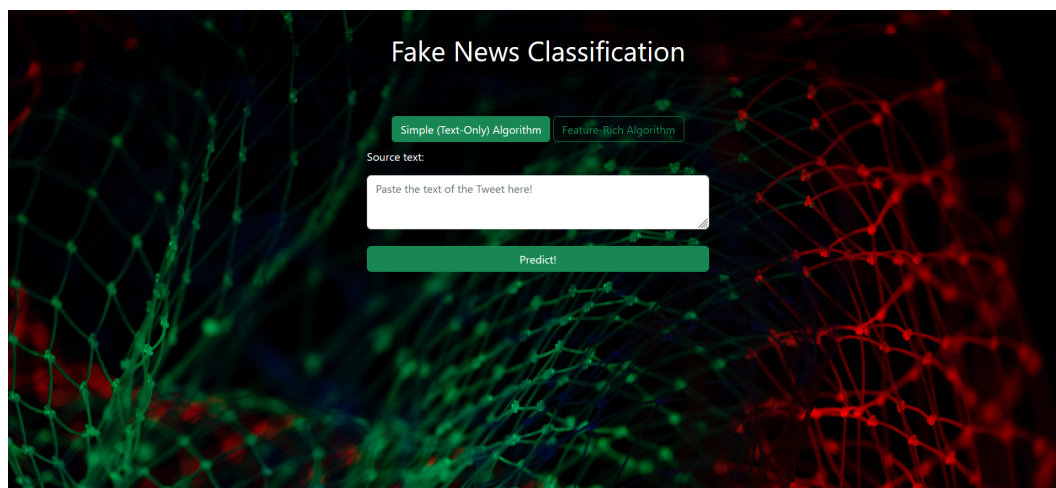 Fake News Classification
Simple (Text-Only) Algorithm Feature-Rich Algorithm
Source text:
Paste the text of the Tweet here!
Predict!